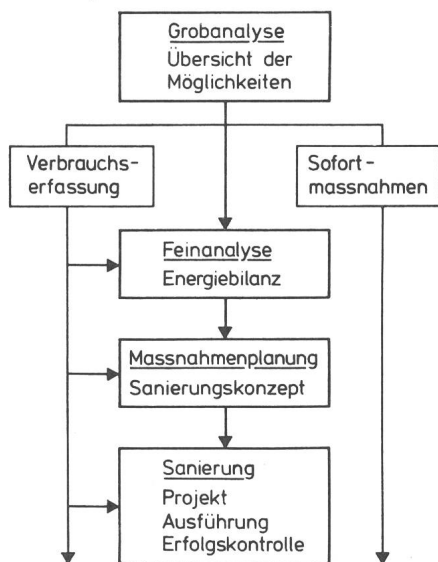 Grobanalyse
Übersicht der
Möglichkeiten
Verbrauchs-
erfassung
Sofort-
massnahmen
Feinanalyse
Energiebilanz
Massnahmenplanung
Sanierungskonzept
Sanierung
Projekt
Ausführung
Erfolgskontrolle